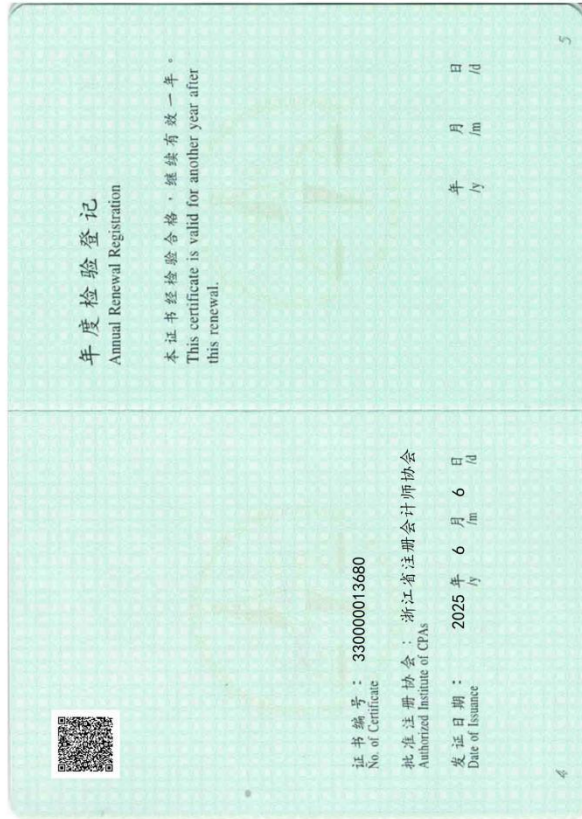 证书编号： 330000013680
No. of Certificate
批准注册协会： 浙江省注册会计师协会
Authorized Institute of CPAs
发证日期： 2025 年 6 月 6 日
Date of Issuance /y /m /d
4
年度检验登记
Annual Renewal Registration
本证书经检验合格，继续有效一年。
This certificate is valid for another year after
this renewal.
年 月 日
/y /m /d
5